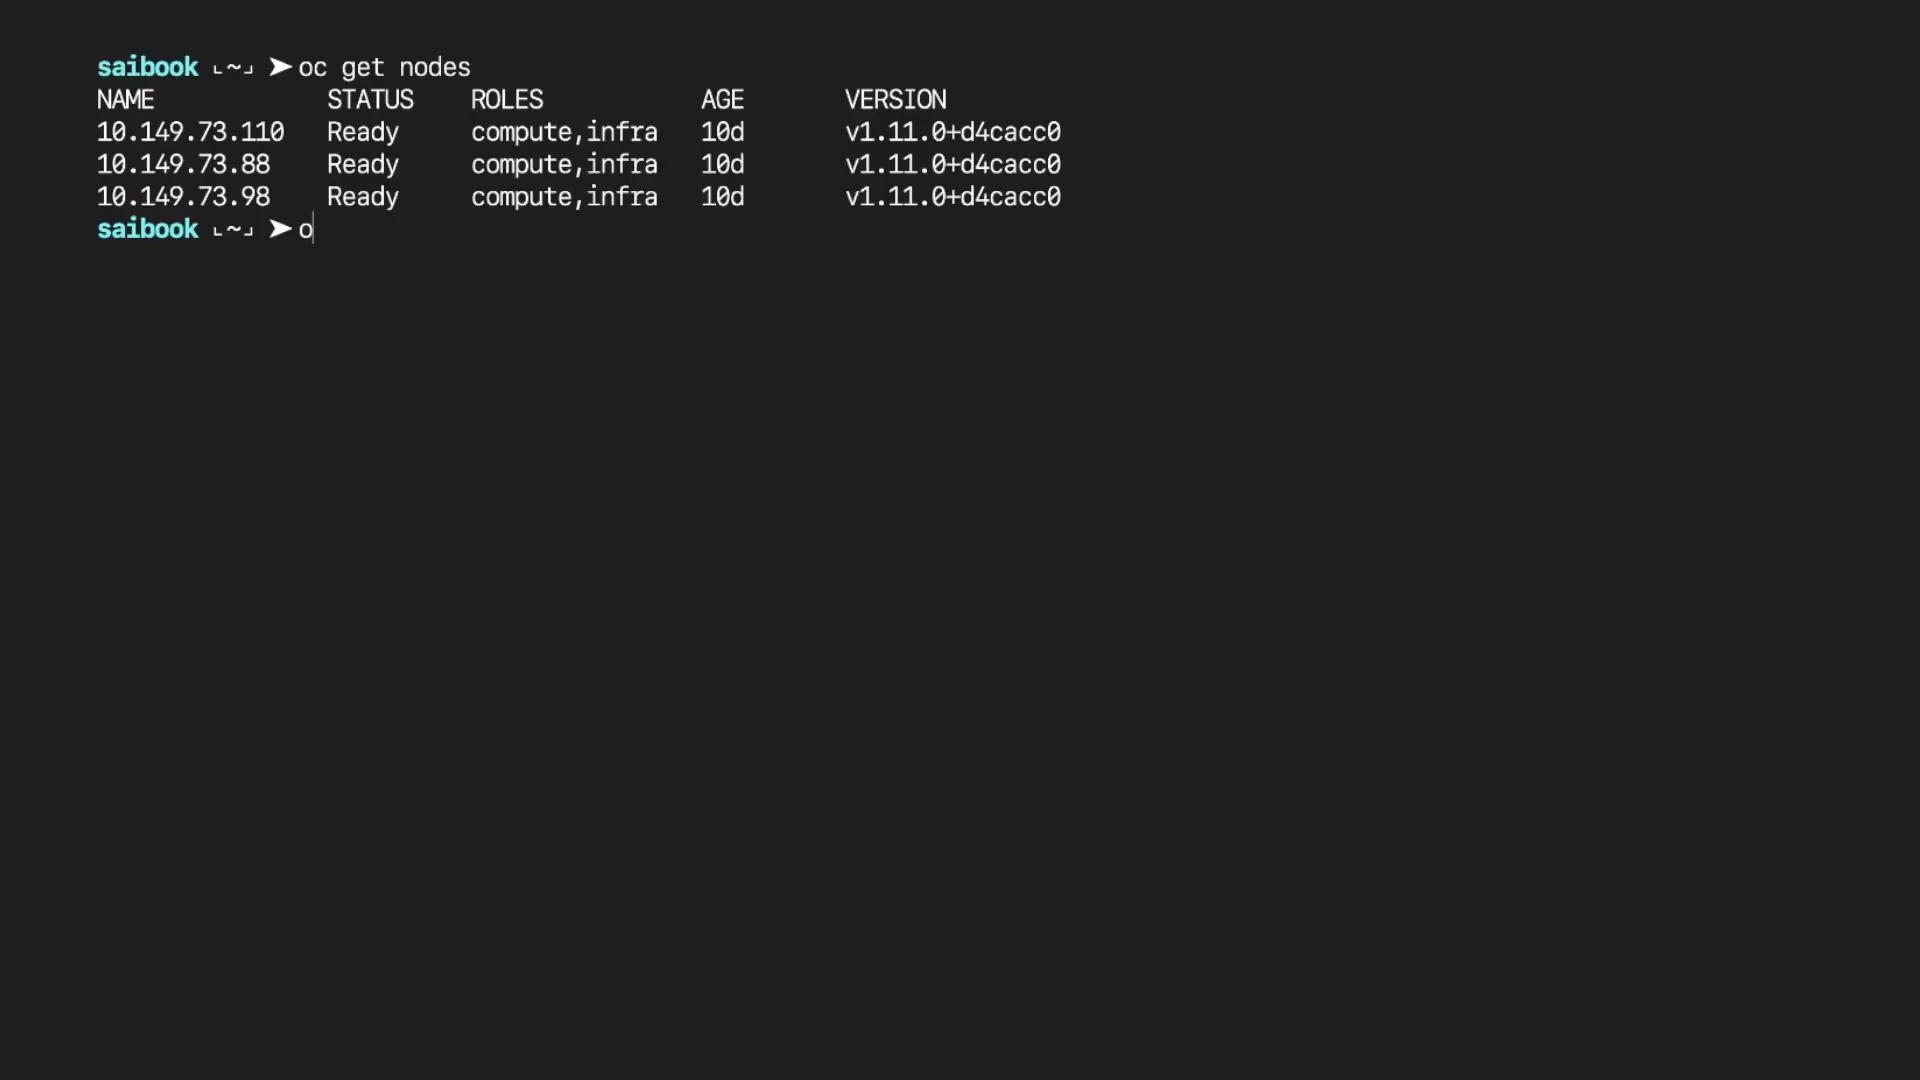 saibook ⌞~⌟ ➤ oc get nodes
NAME STATUS ROLES AGE VERSION
10.149.73.110 Ready compute,infra 10d v1.11.0+d4cacc0
10.149.73.88 Ready compute,infra 10d v1.11.0+d4cacc0
10.149.73.98 Ready compute,infra 10d v1.11.0+d4cacc0
saibook ⌞~⌟ ➤ o